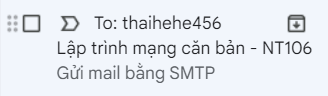 To: thaihehe456
Lập trình mạng căn bản - NT106
Gửi mail bằng SMTP